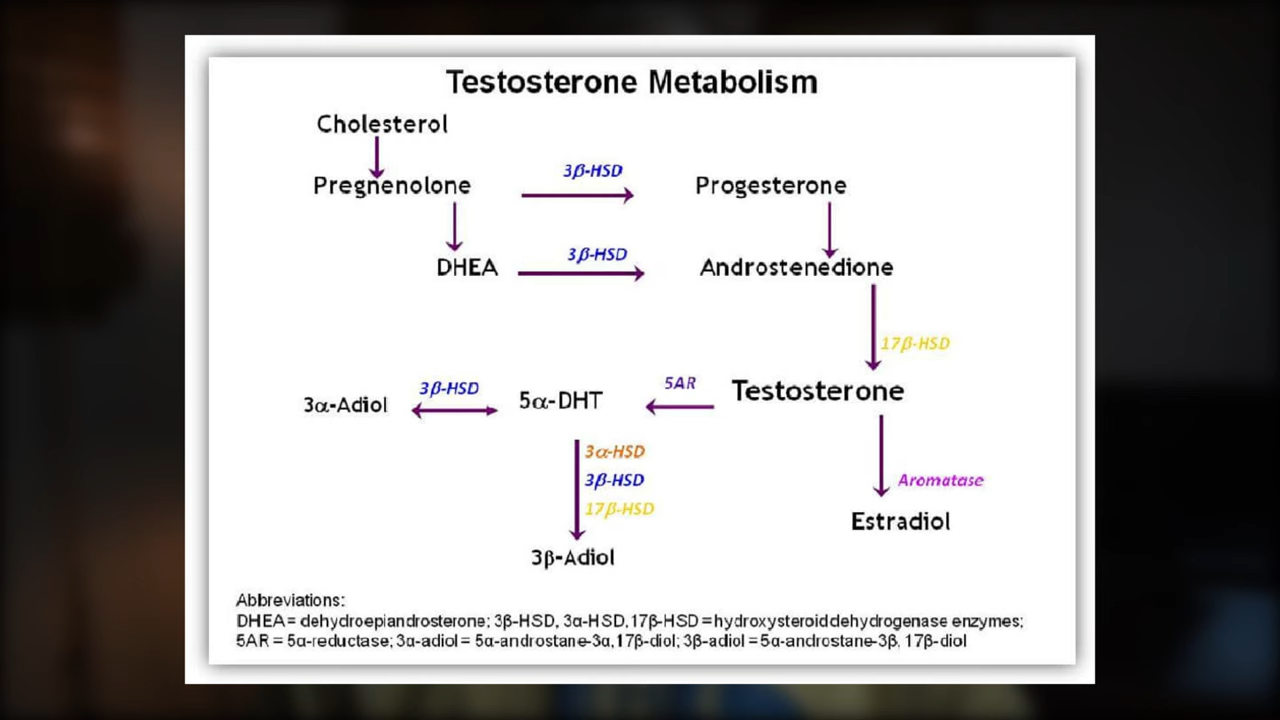 Testosterone Metabolism
Cholesterol
Pregnenolone
3β-HSD
Progesterone
DHEA
3β-HSD
Androstenedione
17β-HSD
3α-Adiol
3β-HSD
5α-DHT
5AR
Testosterone
3α-HSD
3β-HSD
17β-HSD
Aromatase
Estradiol
3β-Adiol
Abbreviations:
DHEA = dehydroepiandrosterone; 3β-HSD, 3α-HSD, 17β-HSD = hydroxysteroid dehydrogenase enzymes;
5AR = 5α-reductase; 3α-adiol = 5α-androstane-3α,17β-diol; 3β-adiol = 5α-androstane-3β, 17β-diol